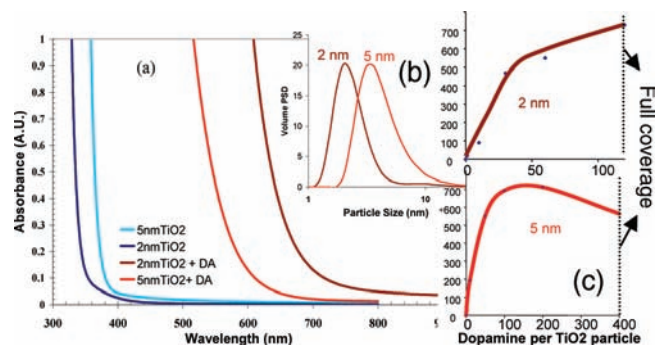 (a)
1
0.9
0.8
0.7
0.6
0.5
0.4
0.3
0.2
0.1
0
Absorbance (A.U.)
5nmTiO2
2nmTiO2
2nmTiO2 + DA
5nmTiO2+ DA
300 400 500 600 700 800
Wavelength (nm)
(b)
2 nm 5 nm
25
20
15
10
5
0
Volume PSD
1 10
Particle Size (nm)
700
600
500
400
300
200
100
0
2 nm
0 50 100
Full coverage
700
600
500
400
300
200
100
0
5 nm
(c)
0 100 200 300 400
Dopamine per TiO2 particle